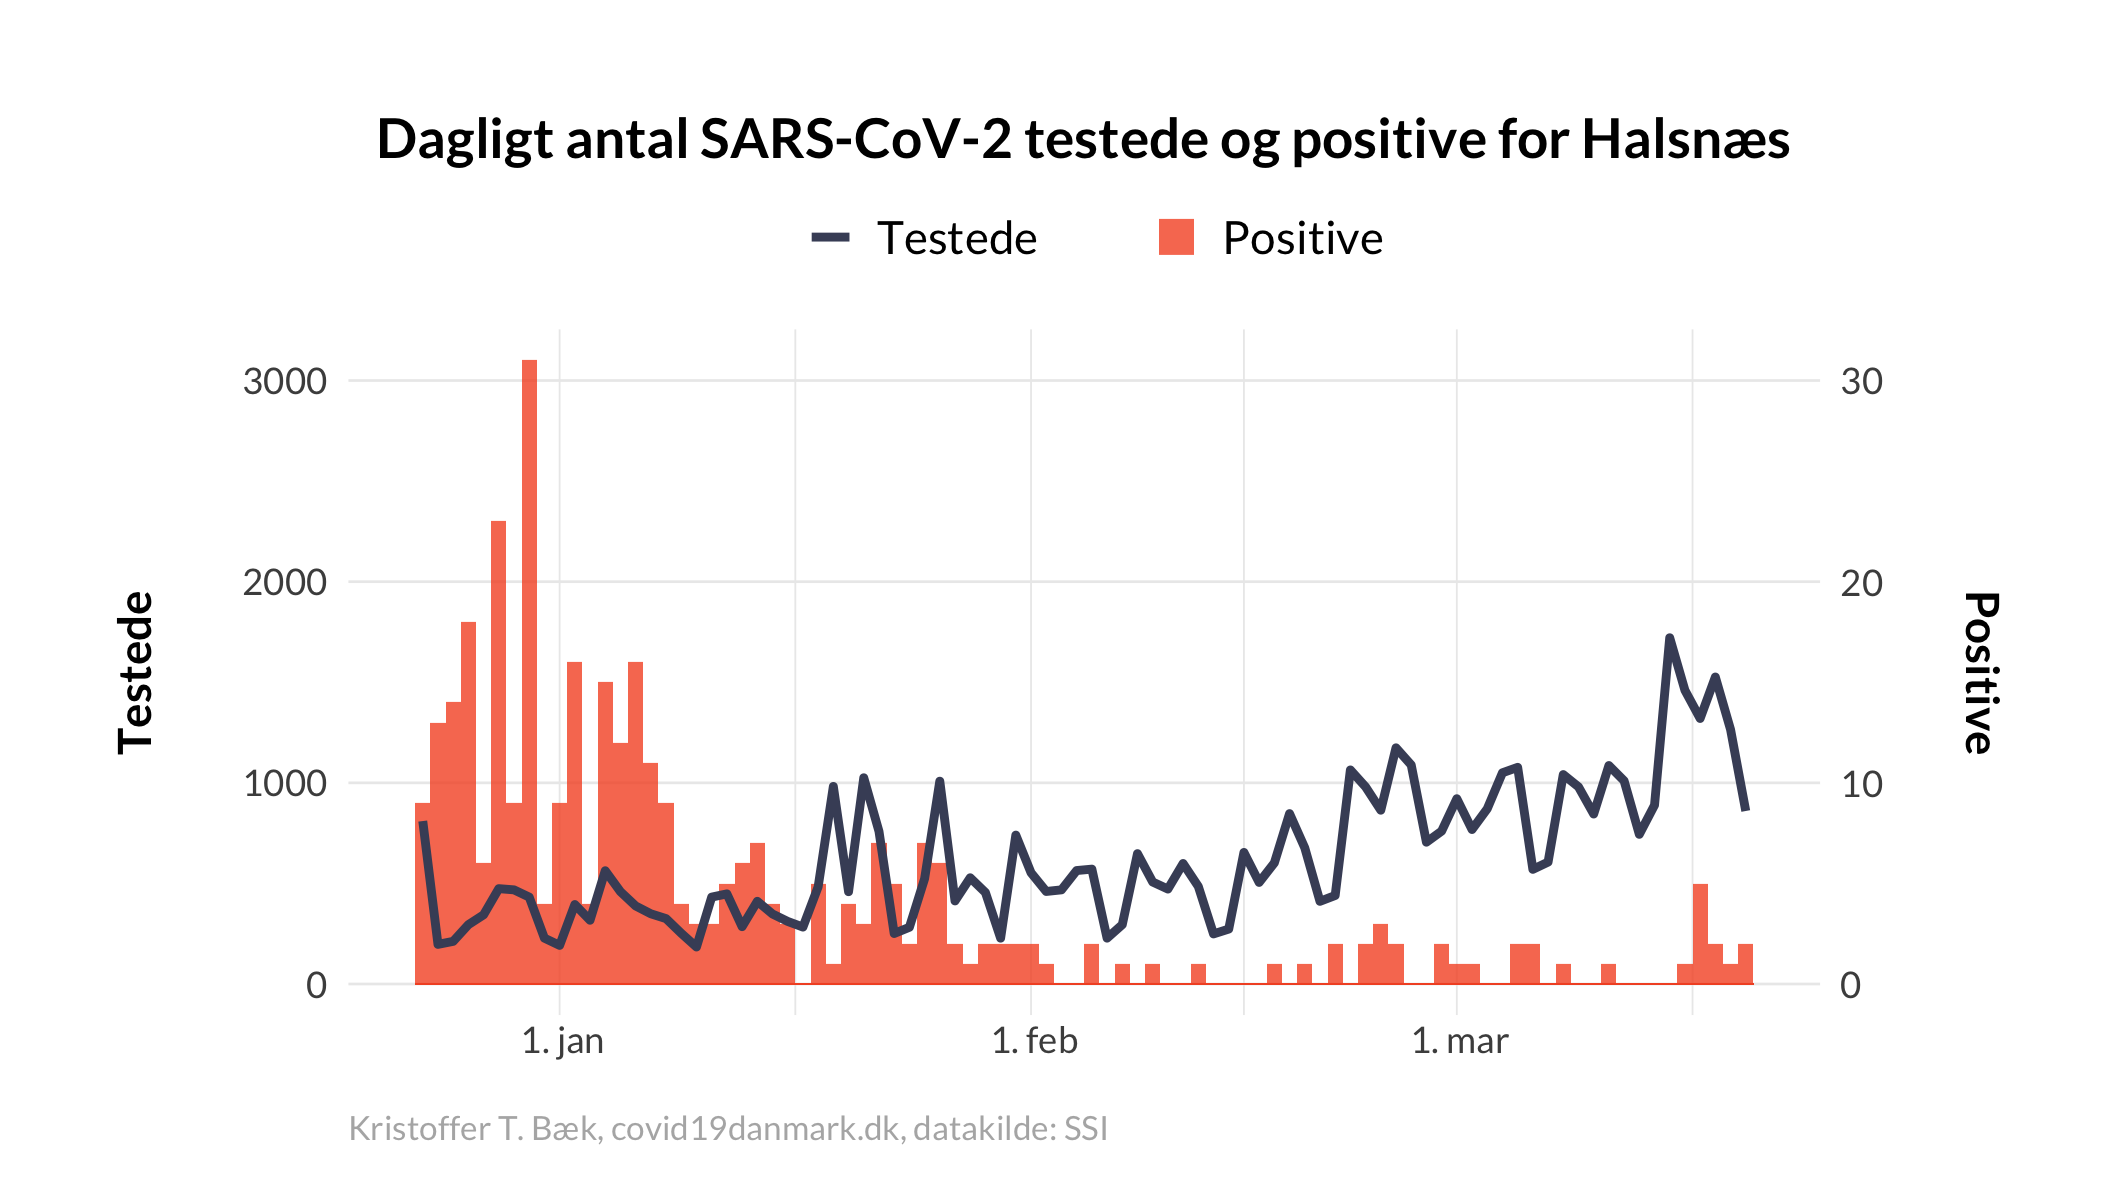 Dagligt antal SARS-CoV-2 testede og positive for Halsnæs
Testede Positive
3000 30
2000 20
1000 10
0 0
Testede
Positive
1. jan 1. feb 1. mar
Kristoffer T. Bæk, covid19danmark.dk, datakilde: SSI